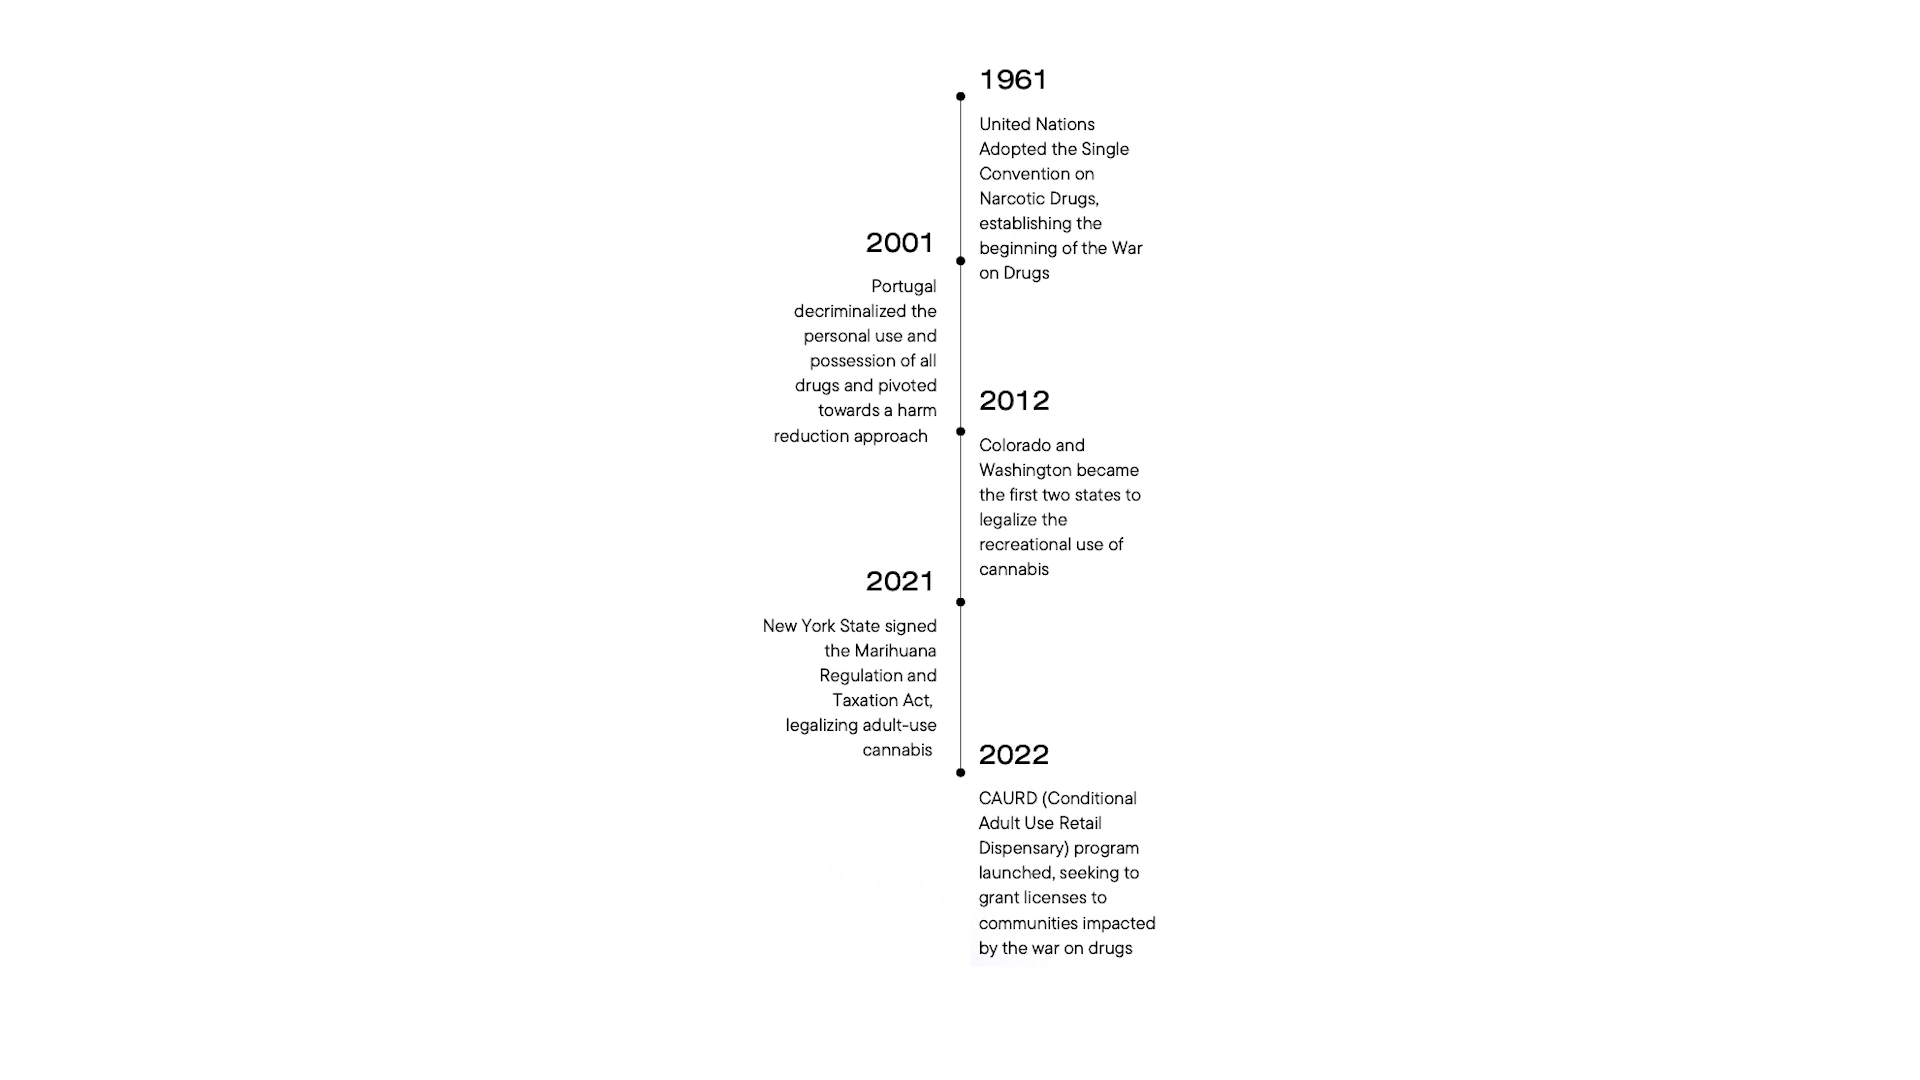 1961
United Nations
Adopted the Single
Convention on
Narcotic Drugs,
establishing the
beginning of the War
on Drugs
2001
Portugal
decriminalized the
personal use and
possession of all
drugs and pivoted
towards a harm
reduction approach
2012
Colorado and
Washington became
the first two states to
legalize the
recreational use of
cannabis
2021
New York State signed
the Marihuana
Regulation and
Taxation Act,
legalizing adult-use
cannabis
2022
CAURD (Conditional
Adult Use Retail
Dispensary) program
launched, seeking to
grant licenses to
communities impacted
by the war on drugs